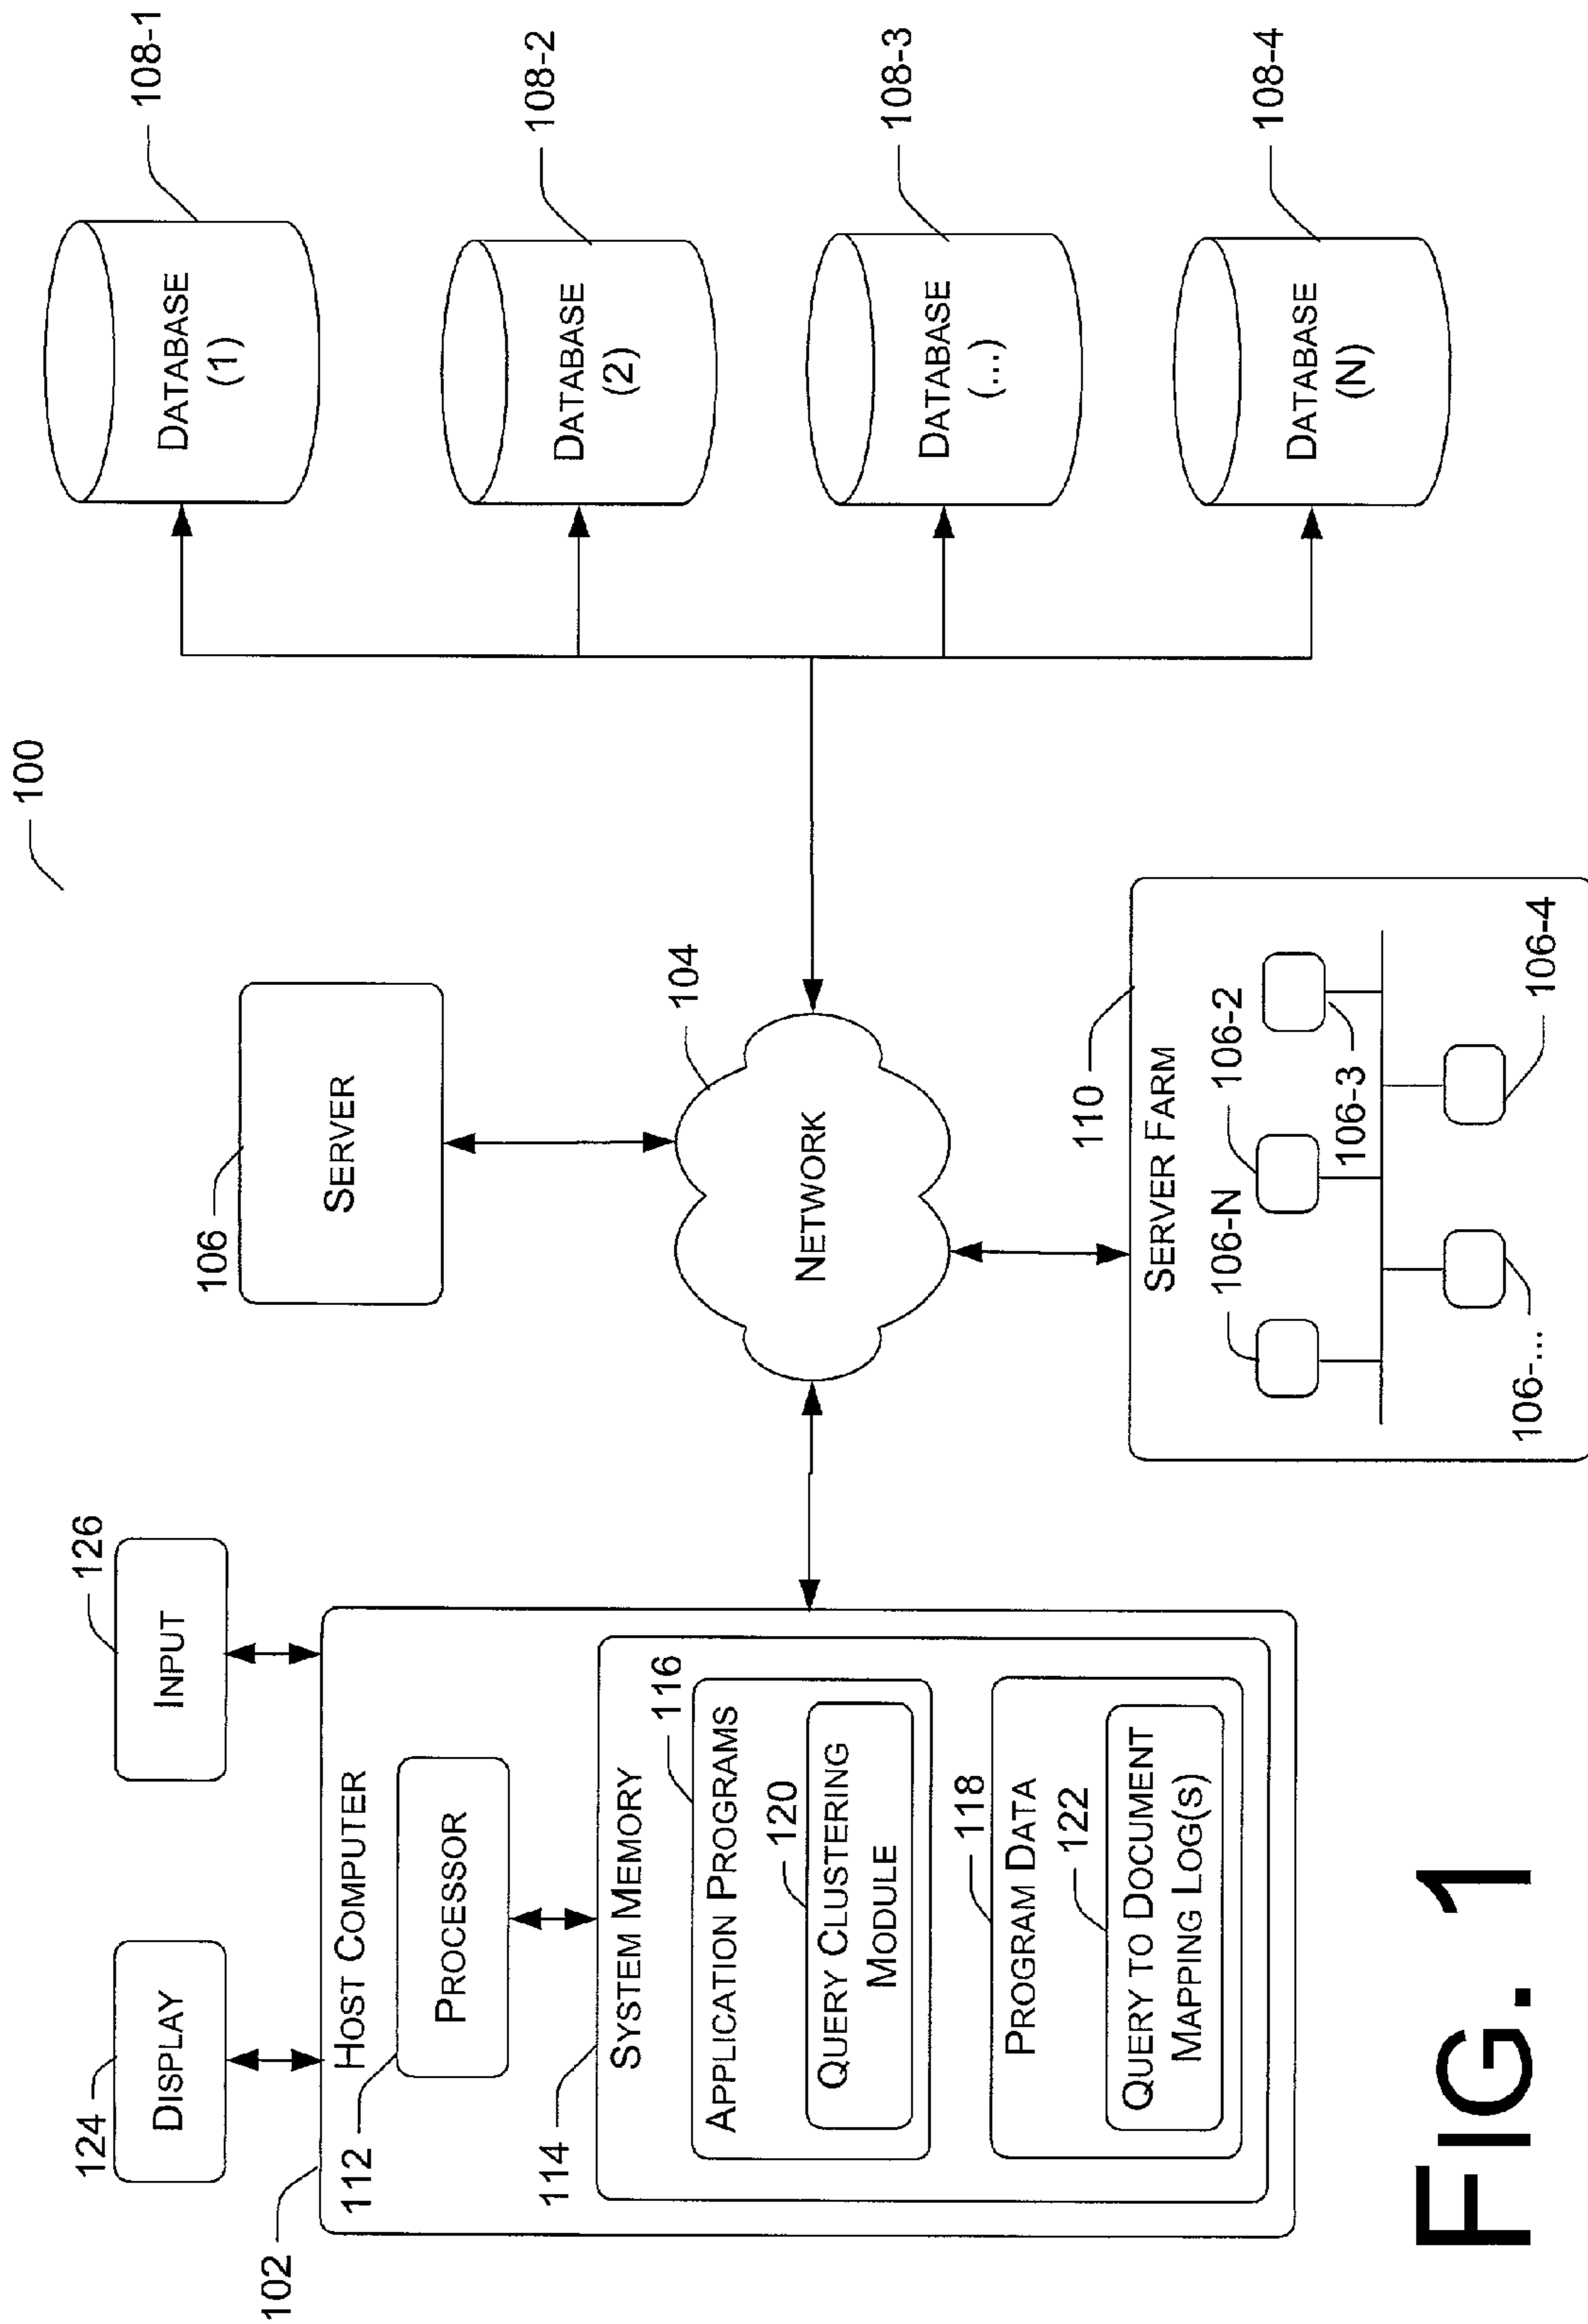 100
124
DISPLAY
126
INPUT
102
HOST COMPUTER
112
PROCESSOR
114
SYSTEM MEMORY
116
APPLICATION PROGRAMS
120
QUERY CLUSTERING
MODULE
118
PROGRAM DATA
122
QUERY TO DOCUMENT
MAPPING LOG(S)
106
SERVER
104
NETWORK
110
SERVER FARM
106-N
106-2
106-3
106-...
106-4
DATABASE
(1)
108-1
DATABASE
(2)
108-2
DATABASE
(...)
108-3
DATABASE
(N)
108-4
FIG. 1